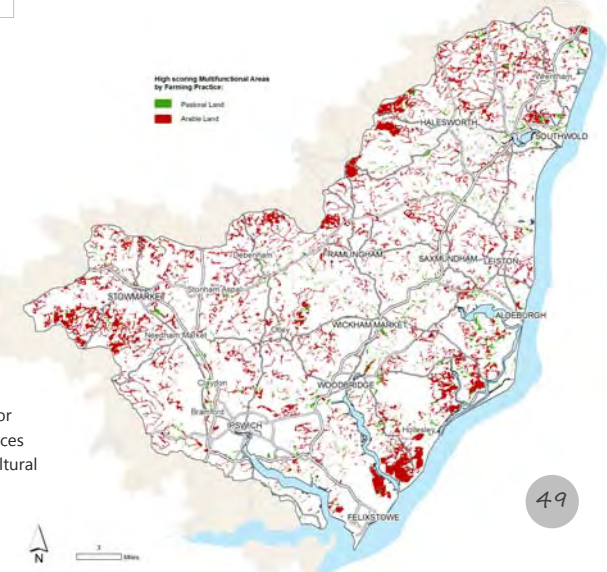 High scoring Multifunctional Areas
by Farming Practice:
Pastoral Land
Arable Land
Wrentham
HALESWORTH
SOUTHWOLD
Debenham
FRAMLINGHAM
SAXMUNDHAM
LEISTON
Stonham Aspal
STOWMARKET
ALDEBURGH
Needham Market
Otley
WICKHAM MARKET
Claydon
WOODBRIDGE
Bramford
IPSWICH
Hollesley
FELIXSTOWE
or
ces
ltural
49
N
3
Miles